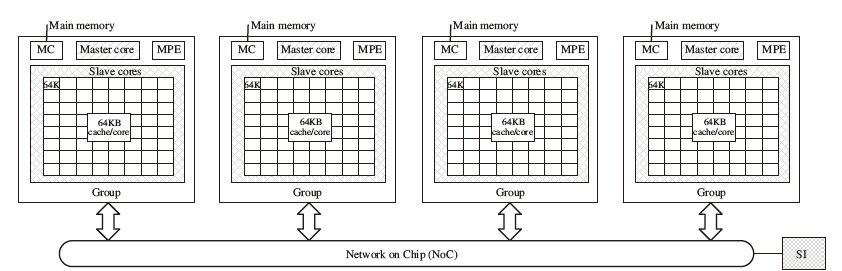 Main memory
MC
Master core
MPE
Slave cores
64K
64KB
cache/core
Group
Main memory
MC
Master core
MPE
Slave cores
64K
64KB
cache/core
Group
Main memory
MC
Master core
MPE
Slave cores
64K
64KB
cache/core
Group
Main memory
MC
Master core
MPE
Slave cores
64K
64KB
cache/core
Group
Network on Chip (NoC)
SI